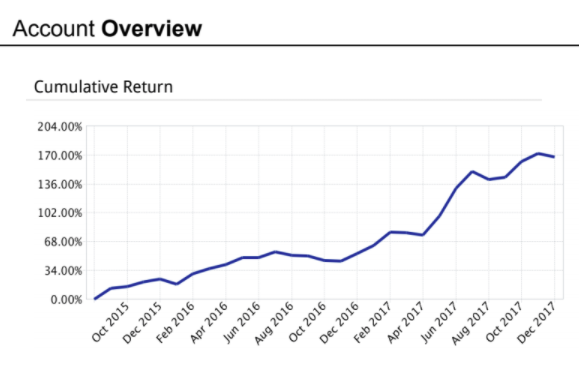 Account Overview
Cumulative Return
204.00%
170.00%
136.00%
102.00%
68.00%
34.00%
0.00%
Oct 2015
Dec 2015
Feb 2016
Apr 2016
Jun 2016
Aug 2016
Oct 2016
Dec 2016
Feb 2017
Apr 2017
Jun 2017
Aug 2017
Oct 2017
Dec 2017